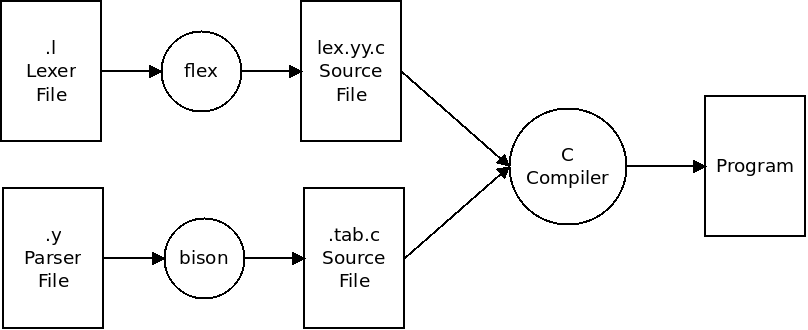 .l
Lexer
File
flex
lex.yy.c
Source
File
C
Compiler
Program
.y
Parser
File
bison
.tab.c
Source
File